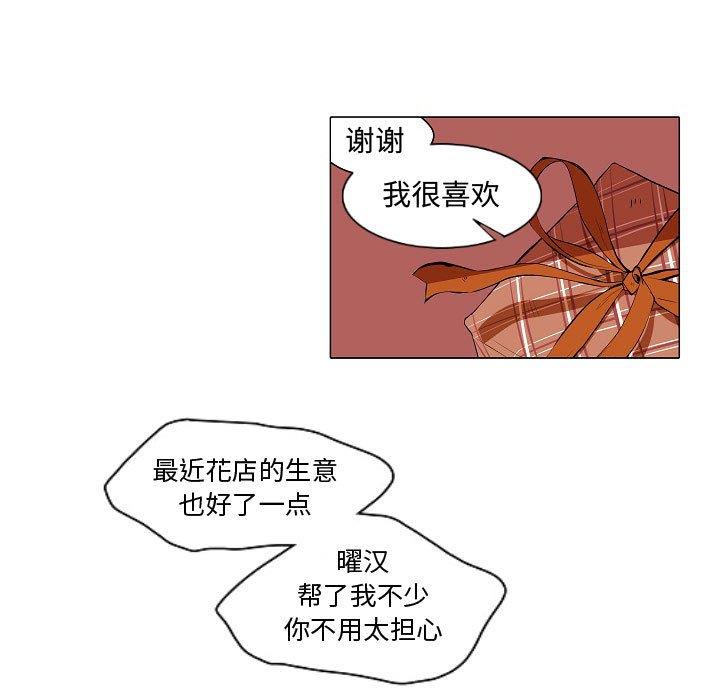 谢谢
我很喜欢
最近花店的生意
也好了一点
曜汉
帮了我不少
你不用太担心